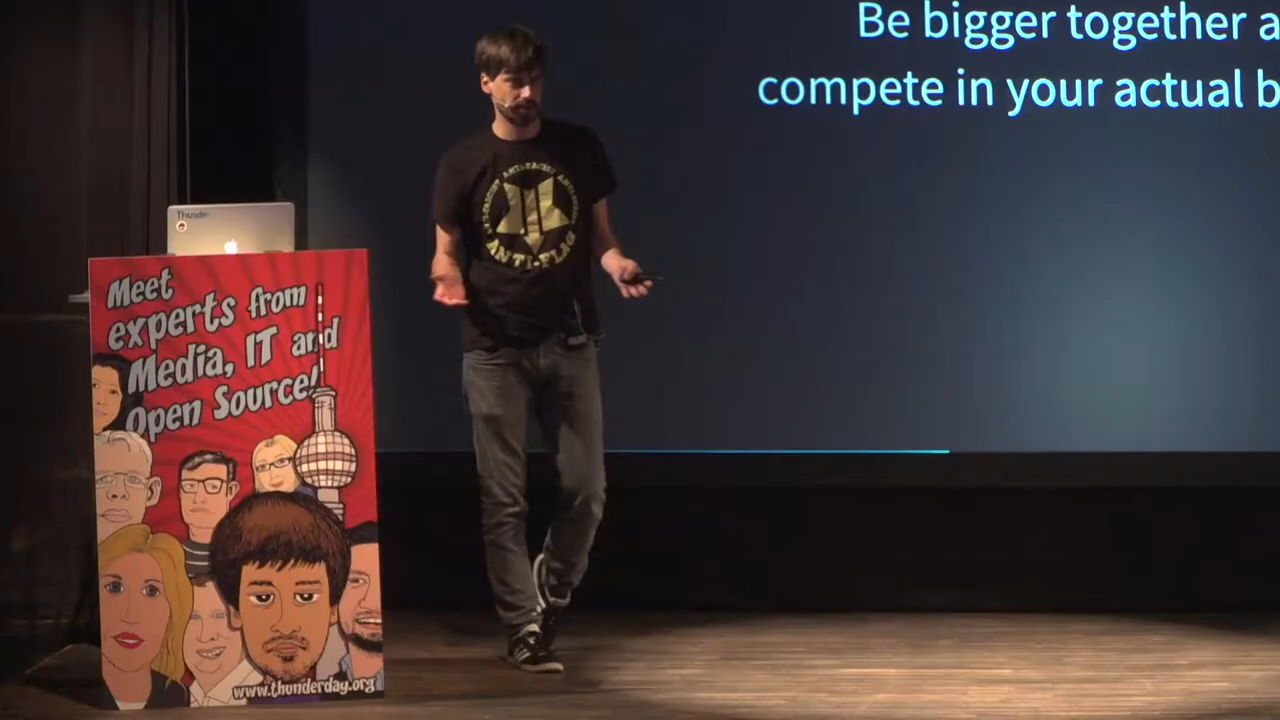 Be bigger together a
compete in your actual b
Thunder
ANTI-FLAG
Meet
experts from
Media, IT and
Open Source!
www.thunderday.org